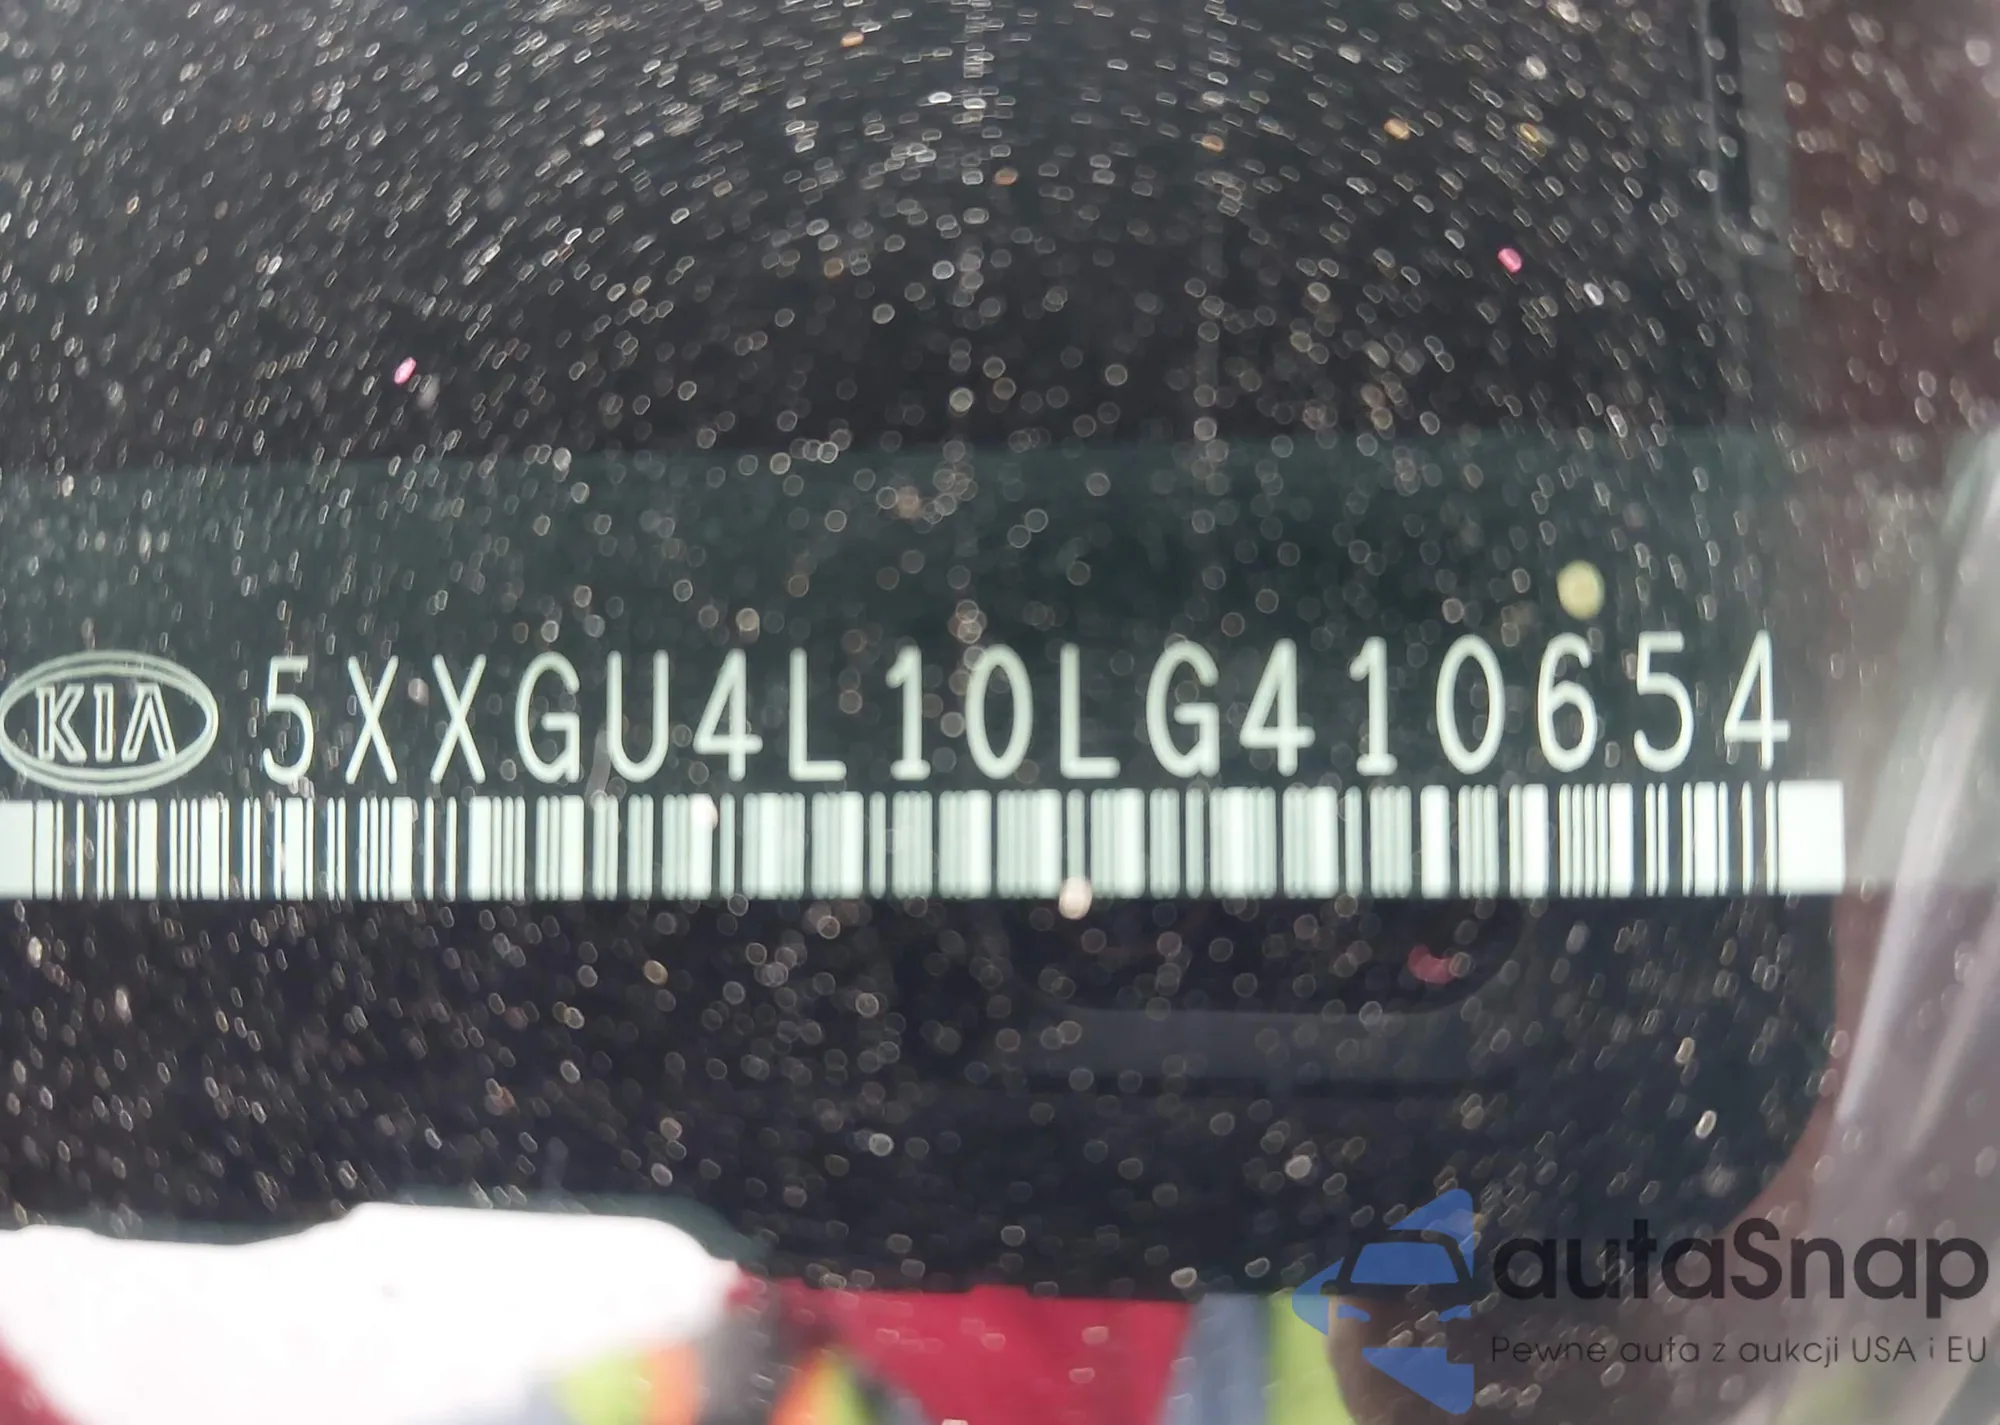 KIA 5XXGU4L10LG410654
autaSnap
Pewne auta z aukcji USA i EU